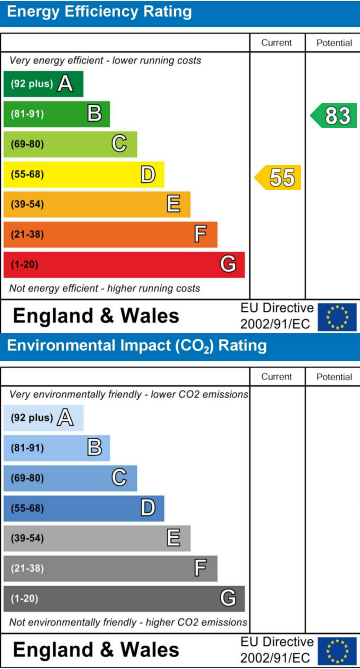 Energy Efficiency Rating
Current Potential
Very energy efficient - lower running costs
(92 plus) A
(81-91) B
83
(69-80) C
(55-68) D
55
(39-54) E
(21-38) F
(1-20) G
Not energy efficient - higher running costs
England & Wales
EU Directive
2002/91/EC
Environmental Impact (CO₂) Rating
Current Potential
Very environmentally friendly - lower CO2 emissions
(92 plus) A
(81-91) B
(69-80) C
(55-68) D
(39-54) E
(21-38) F
(1-20) G
Not environmentally friendly - higher CO2 emissions
England & Wales
EU Directive
2002/91/EC